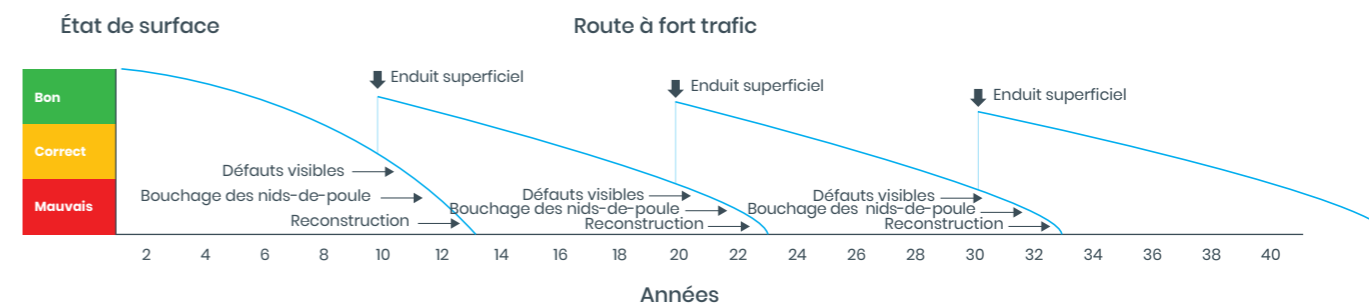 État de surface
Route à fort trafic
Enduit superficiel
Enduit superficiel
Enduit superficiel
Bon
Correct
Mauvais
Défauts visibles
Bouchage des nids-de-poule
Reconstruction
Défauts visibles
Bouchage des nids-de-poule
Reconstruction
Défauts visibles
Bouchage des nids-de-poule
Reconstruction
2 4 6 8 10 12 14 16 18 20 22 24 26 28 30 32 34 36 38 40
Années